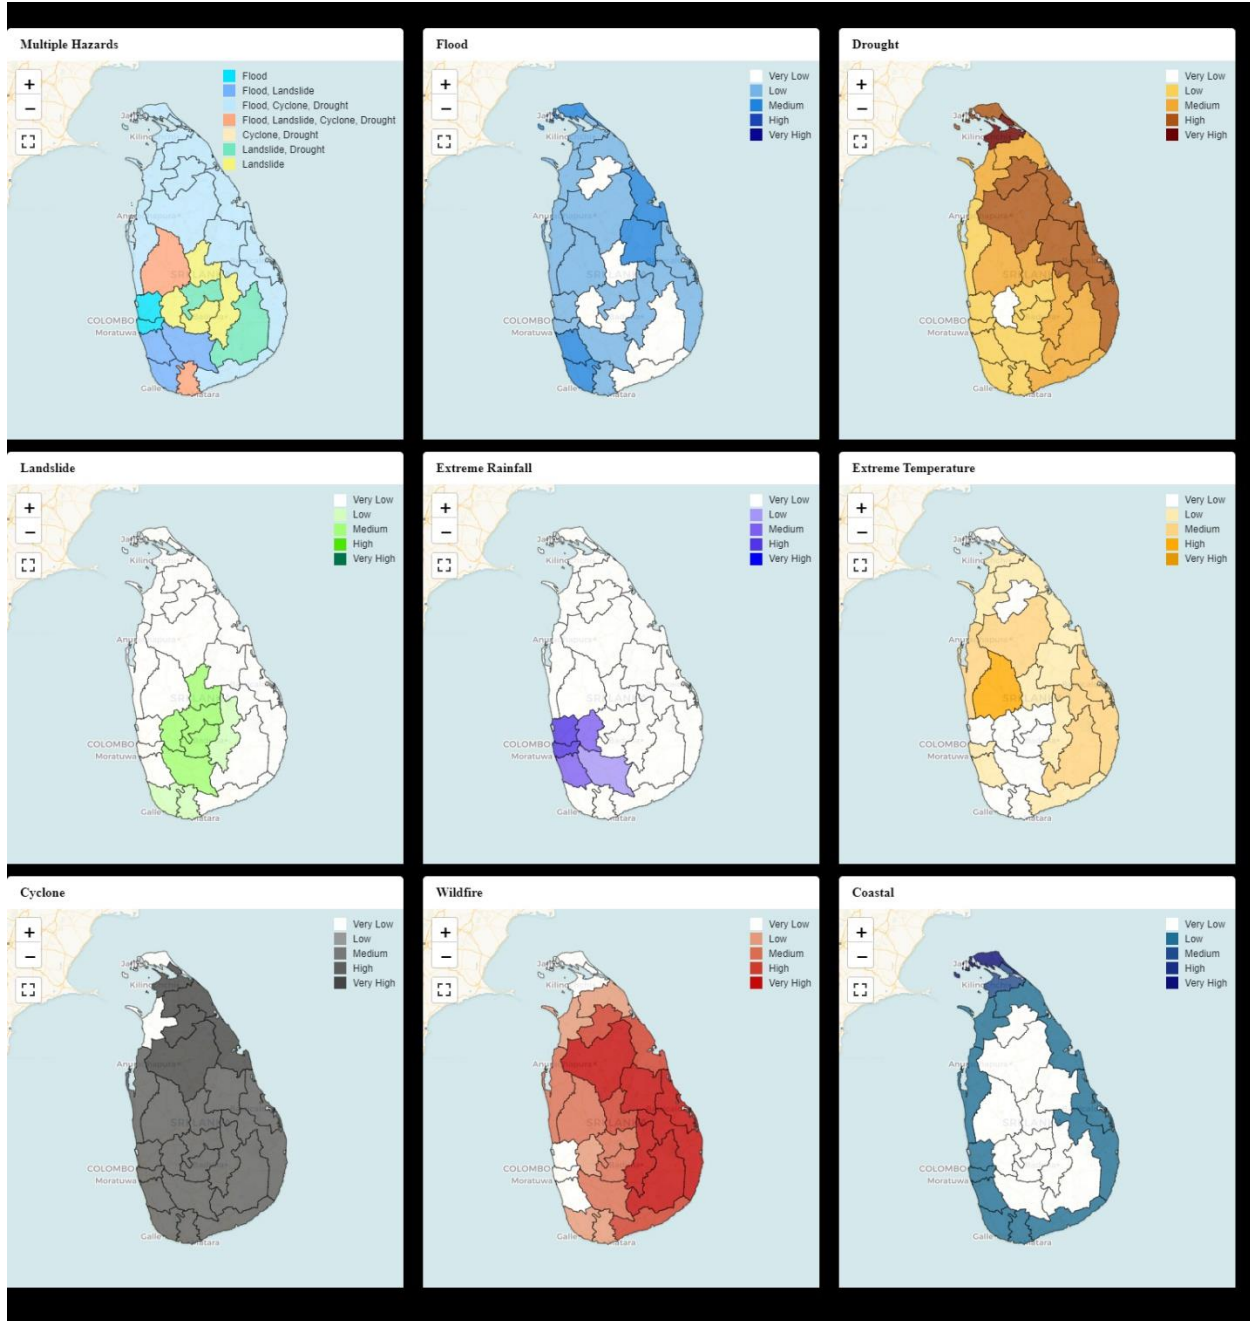 Multiple Hazards
+
−
Flood
Flood, Landslide
Flood, Cyclone, Drought
Flood, Landslide, Cyclone, Drought
Cyclone, Drought
Landslide, Drought
Landslide
COLOMBO
Moratuwa
Galle
Flood
+
−
Very Low
Low
Medium
High
Very High
COLOMBO
Moratuwa
Galle
Drought
+
−
Very Low
Low
Medium
High
Very High
COLOMBO
Moratuwa
Galle
Landslide
+
−
Very Low
Low
Medium
High
Very High
COLOMBO
Moratuwa
Galle
Extreme Rainfall
+
−
Very Low
Low
Medium
High
Very High
COLOMBO
Moratuwa
Galle
Extreme Temperature
+
−
Very Low
Low
Medium
High
Very High
COLOMBO
Moratuwa
Galle
Cyclone
+
−
Very Low
Low
Medium
High
Very High
COLOMBO
Moratuwa
Galle
Wildfire
+
−
Very Low
Low
Medium
High
Very High
COLOMBO
Moratuwa
Galle
Coastal
+
−
Very Low
Low
Medium
High
Very High
COLOMBO
Moratuwa
Galle